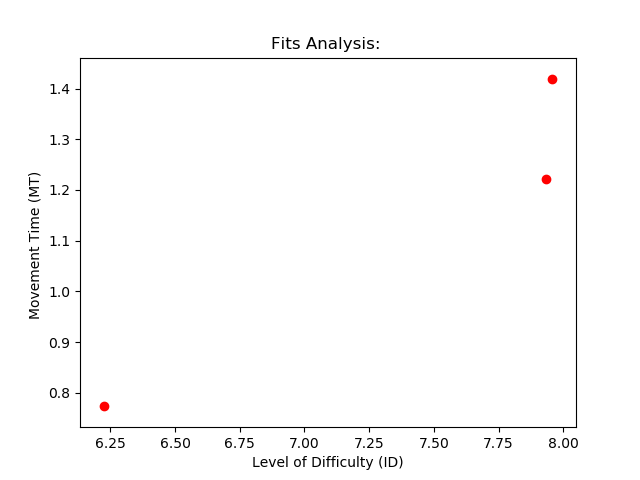 Fits Analysis:
1.4
1.3
1.2
1.1
1.0
0.9
0.8
Movement Time (MT)
6.25 6.50 6.75 7.00 7.25 7.50 7.75 8.00
Level of Difficulty (ID)